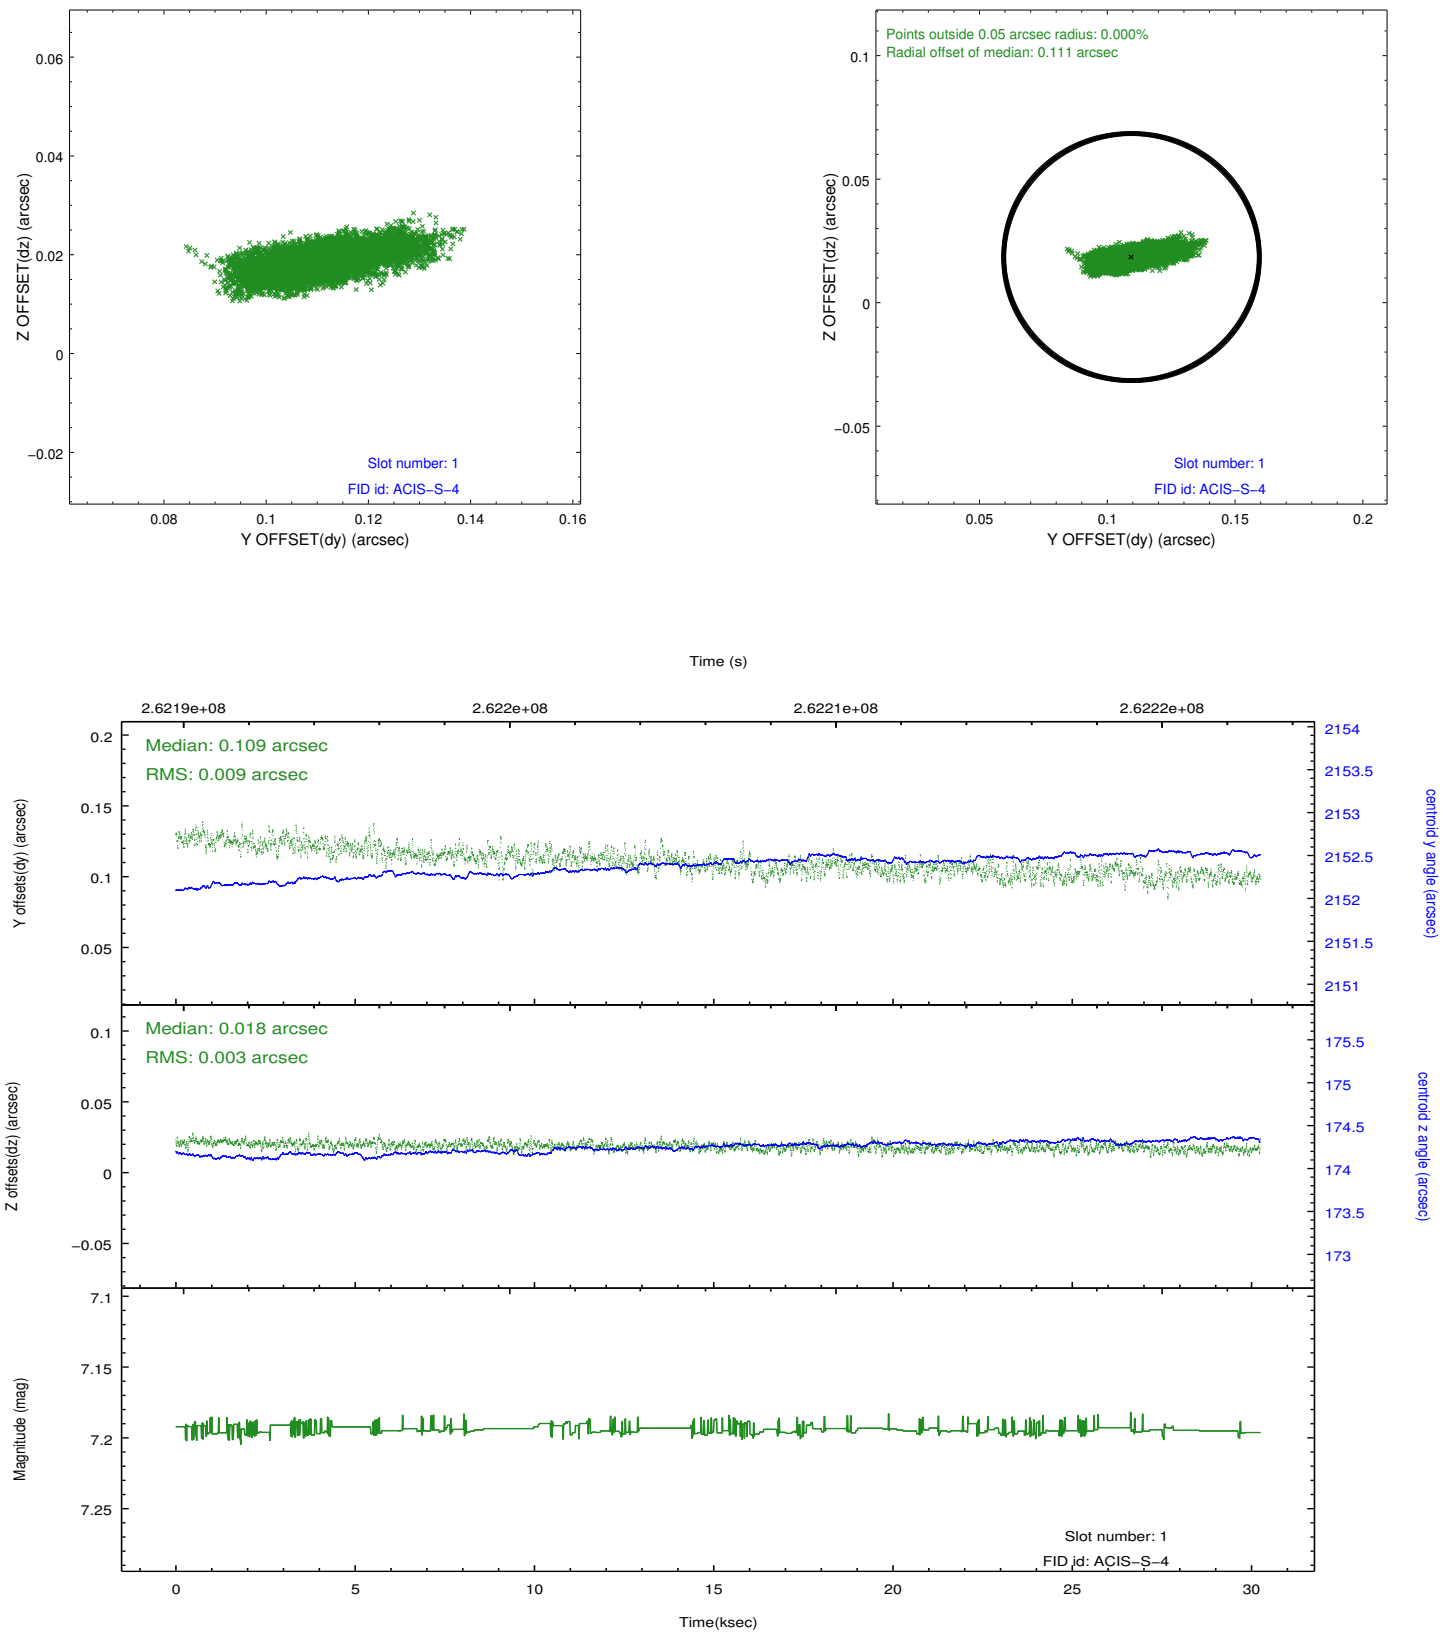 0.06
0.04
0.02
0
−0.02
Z OFFSET(dz) (arcsec)
Slot number: 1
FID id: ACIS−S−4
0.08
0.1
0.12
0.14
0.16
Y OFFSET(dy) (arcsec)
Points outside 0.05 arcsec radius: 0.000%
Radial offset of median: 0.111 arcsec
0.1
0.05
0
−0.05
Z OFFSET(dz) (arcsec)
Slot number: 1
FID id: ACIS−S−4
0.05
0.1
0.15
0.2
Y OFFSET(dy) (arcsec)
Time (s)
2.6219e+08
2.622e+08
2.6221e+08
2.6222e+08
Median: 0.109 arcsec
RMS: 0.009 arcsec
0.2
0.15
0.1
0.05
Y offsets(dy) (arcsec)
2154
2153.5
2153
2152.5
2152
2151.5
2151
centroid y angle (arcsec)
Median: 0.018 arcsec
RMS: 0.003 arcsec
0.1
0.05
0
−0.05
Z offsets(dz) (arcsec)
175.5
175
174.5
174
173.5
173
centroid z angle (arcsec)
7.1
7.15
7.2
7.25
Magnitude (mag)
Slot number: 1
FID id: ACIS−S−4
0
5
10
15
20
25
30
Time(ksec)